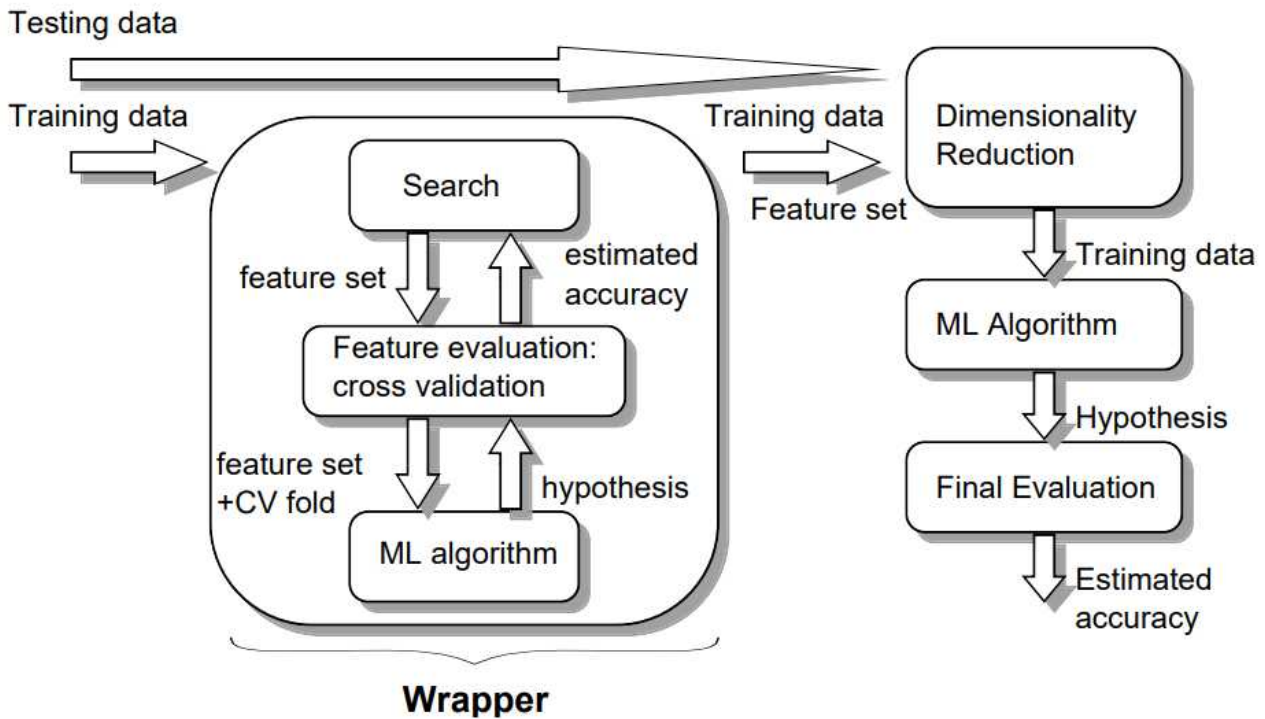 Testing data
Training data
Search
feature set
estimated
accuracy
Feature evaluation:
cross validation
feature set
+CV fold
hypothesis
ML algorithm
Wrapper
Training data
Feature set
Dimensionality
Reduction
Training data
ML Algorithm
Hypothesis
Final Evaluation
Estimated
accuracy